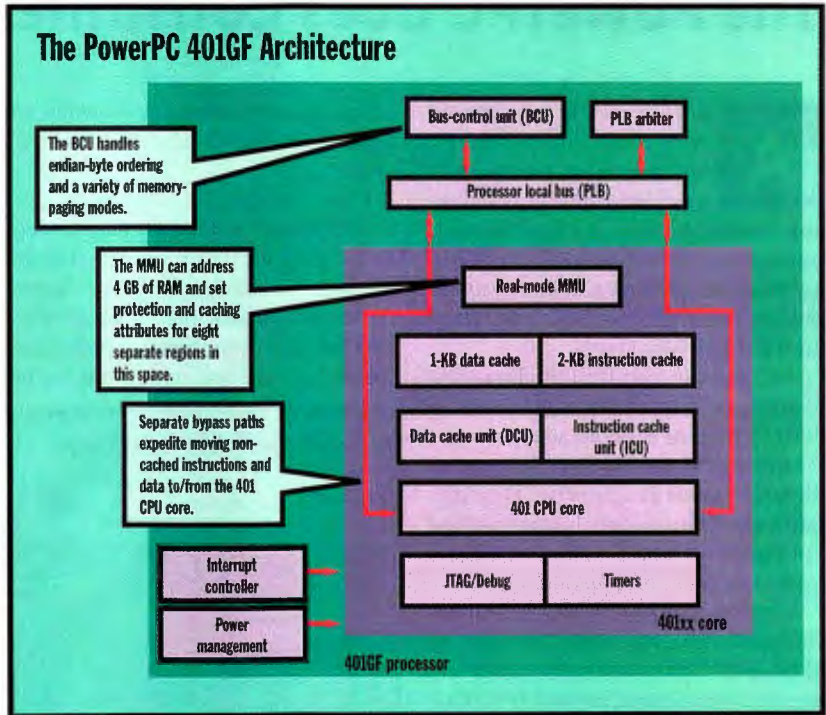 The PowerPC 401GF Architecture
Bus-control unit (BCU)
PLB arbiter
The BCU handles
endian-byte ordering
and a variety of memory-
paging modes.
Processor local bus (PLB)
The MMU can address
4 GB of RAM and set
protection and caching
attributes for eight
separate regions in
this space.
Real-mode MMU
1-KB data cache
2-KB instruction cache
Separate bypass paths
expedite moving non-
cached instructions and
data to/from the 401
CPU core.
Data cache unit (DCU)
Instruction cache
unit (ICU)
401 CPU core
Interrupt
controller
JTAG/Debug
Timers
Power
management
401xx core
401GF processor